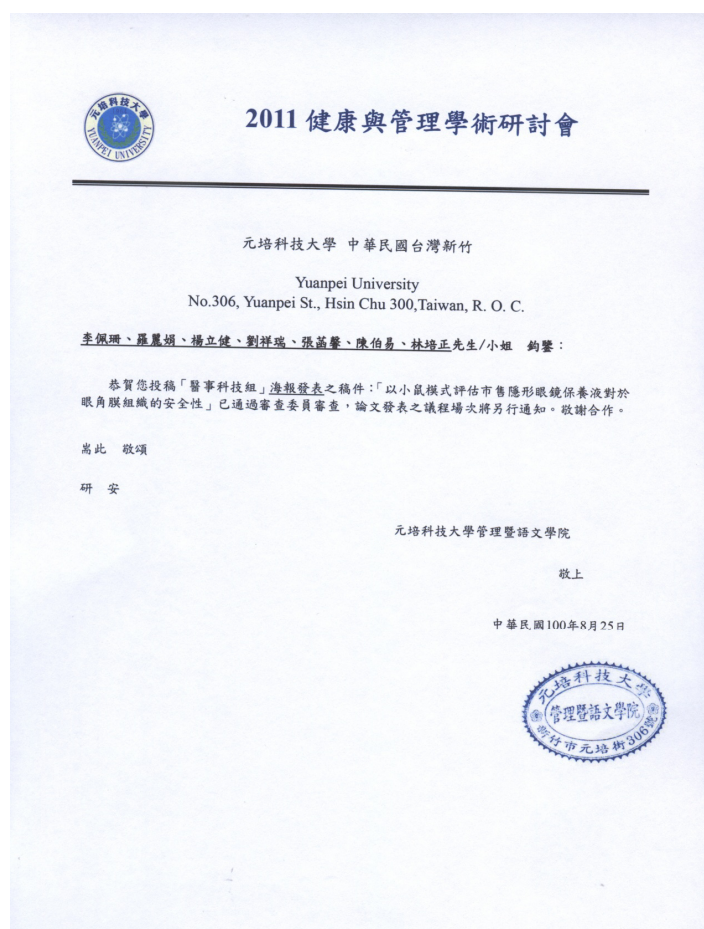 元培科技大學
YUANPEI UNIVERSITY
2011 健康與管理學術研討會
元培科技大學 中華民國台灣新竹
Yuanpei University
No.306, Yuanpei St., Hsin Chu 300,Taiwan, R. O. C.
李佩珊、羅麗娟、楊立健、劉祥瑞、張菡馨、陳伯易、林培正先生/小姐 鈞鑒：
恭賀您投稿「醫事科技組」海報發表之稿件：「以小鼠模式評估市售隱形眼鏡保養液對於
眼角膜組織的安全性」已通過審查委員審查，論文發表之議程場次將另行通知。敬謝合作。
耑此 敬頌
研 安
元培科技大學管理暨語文學院
敬上
中華民國100年8月25日
元培科技大學
管理暨語文學院
新竹市元培街306號